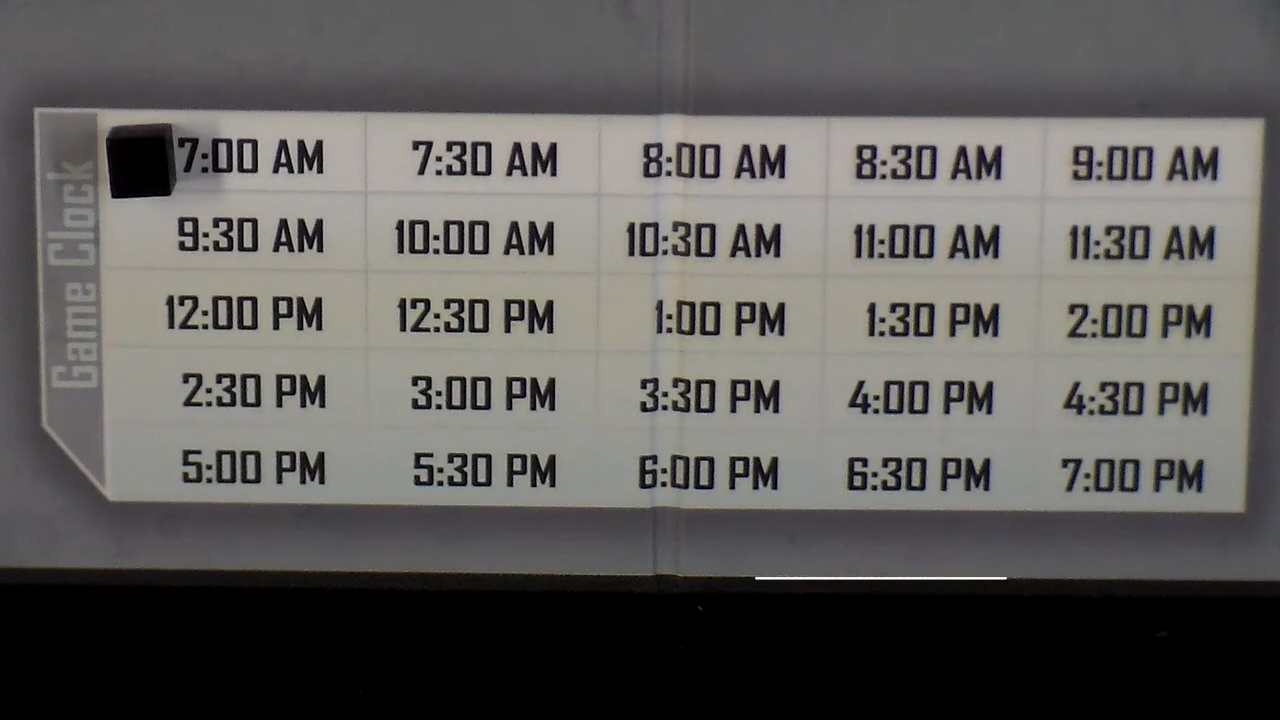 Game Clock
7:00 AM 7:30 AM 8:00 AM 8:30 AM 9:00 AM
9:30 AM 10:00 AM 10:30 AM 11:00 AM 11:30 AM
12:00 PM 12:30 PM 1:00 PM 1:30 PM 2:00 PM
2:30 PM 3:00 PM 3:30 PM 4:00 PM 4:30 PM
5:00 PM 5:30 PM 6:00 PM 6:30 PM 7:00 PM